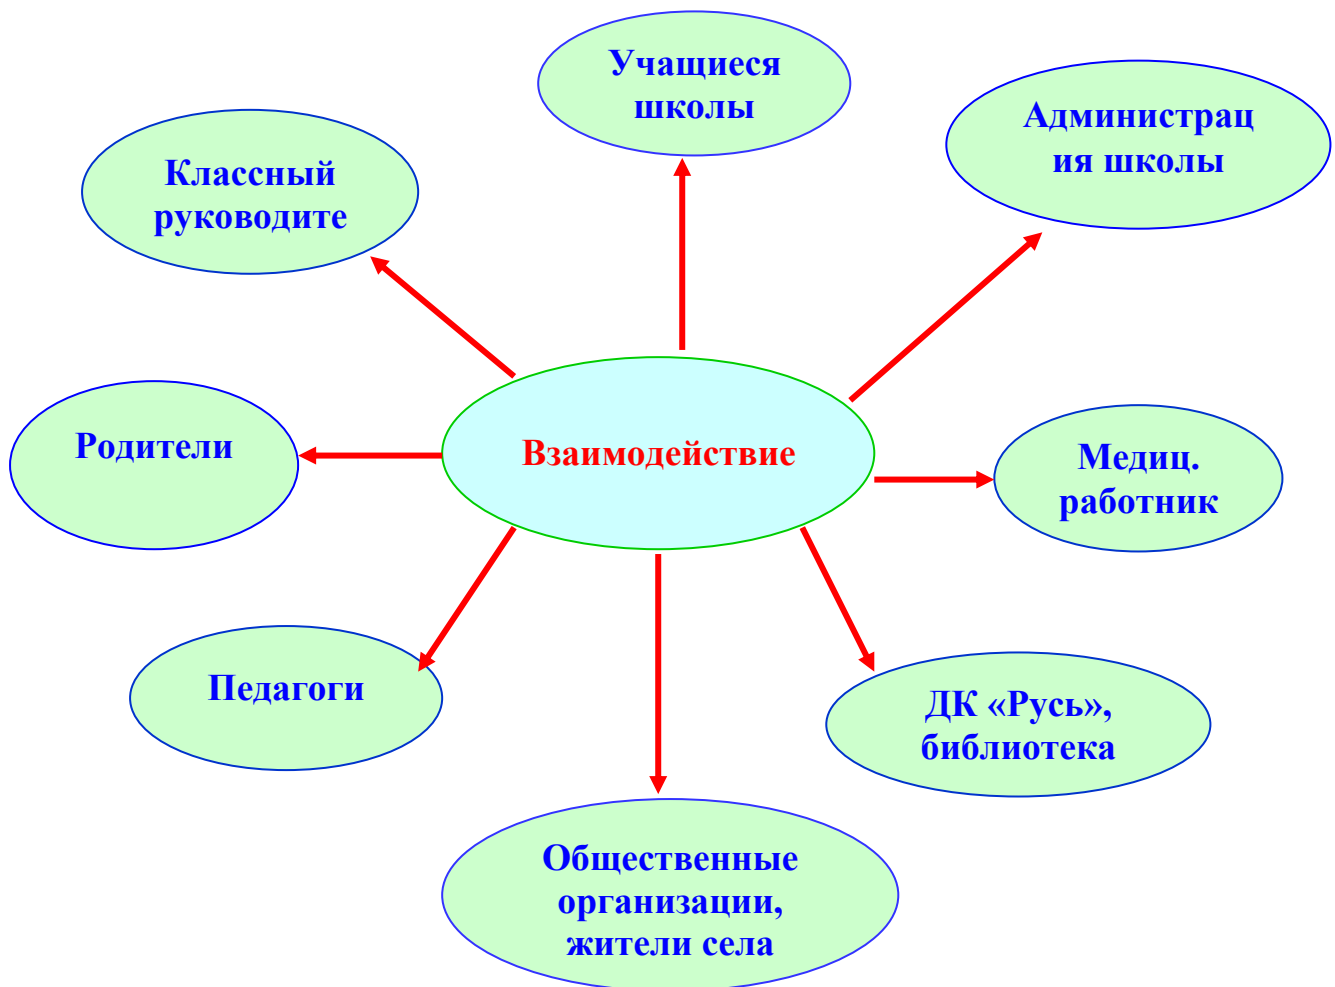 Учащиеся
школы
Администрац
ия школы
Классный
руководите
Родители
Взаимодействие
Медиц.
работник
Педагоги
ДК «Русь»,
библиотека
Общественные
организации,
жители села